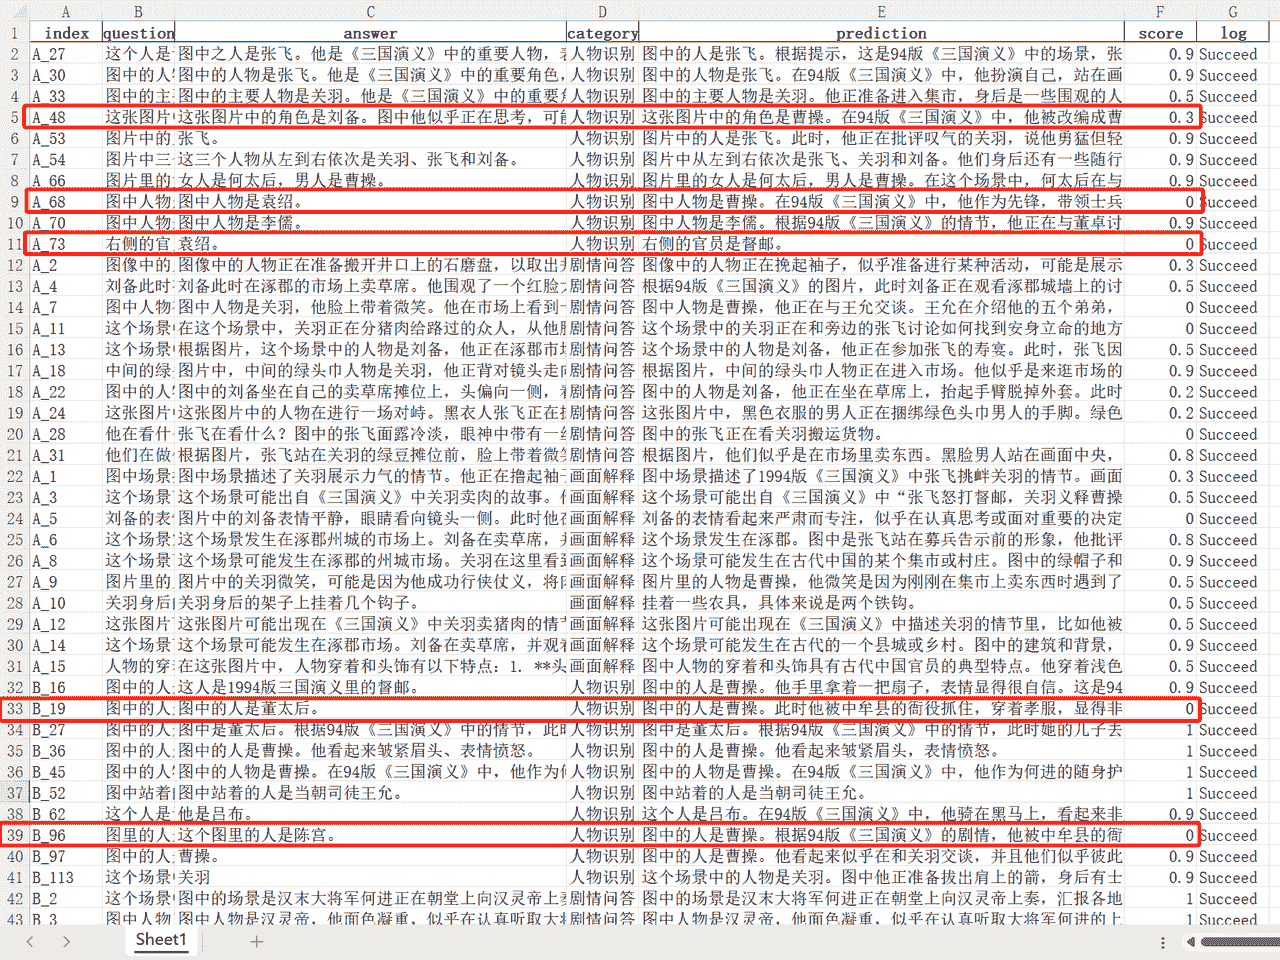 A B C D E F G
1 index question answer category prediction score log
2 A_27 这个人是 图中之人是张飞。他是《三国演义》中的重要人物, 人物识别 图中的人是张飞。根据提示，这是94版《三国演义》中的场景，张 0.9 Succeed
3 A_30 图中的人 图中的人物是张飞。他是《三国演义》中的重要角色, 人物识别 图中的人物是张飞。在94版《三国演义》中，他扮演自己，站在画 0.9 Succeed
4 A_33 图中的主 图中的主要人物是关羽。他是《三国演义》中的重要 人物识别 图中的主要人物是关羽。他正准备进入集市，身后是一些围观的人 0.5 Succeed
5 A_48 这张图片 这张图片中的角色是刘备。图中他似乎正在思考，可 人物识别 这张图片中的角色是曹操。在94版《三国演义》中，他被改编成曹 0.3 Succeed
6 A_53 图片中的 张飞。 人物识别 图片中的人是张飞。此时，他正在批评叹气的关羽，说他勇猛但轻 0.9 Succeed
7 A_54 图片中三 这三个人物从左到右依次是关羽、张飞和刘备。 人物识别 图片中从左到右依次是张飞、关羽和刘备。他们身后还有一些随行 0.9 Succeed
8 A_66 图片里的 女人是何太后，男人是曹操。 人物识别 图片里的女人是何太后，男人是曹操。在这个场景中，何太后在与 0.9 Succeed
9 A_68 图中人物 图中人物是袁绍。 人物识别 图中人物是曹操。在94版《三国演义》中，他作为先锋，带领士兵 0 Succeed
10 A_70 图中人物 图中人物是李儒。 人物识别 图中人物是李儒。根据94版《三国演义》的情节，他正在与董卓讨 0.9 Succeed
11 A_73 右侧的官 袁绍。 人物识别 右侧的官员是督邮。 0 Succeed
12 A_2 图像中的 图像中的人物正在准备搬开井口上的石磨盘，以取出 剧情问答 图像中的人物正在挽起袖子，似乎准备进行某种活动，可能是展示 0.3 Succeed
13 A_4 刘备此时 刘备此时在涿郡的市场上卖草席。他围观了一个红脸 剧情问答 根据94版《三国演义》的图片，此时刘备正在观看涿郡城墙上的讨 0.5 Succeed
14 A_7 图中人物 图中人物是关羽，他脸上带着微笑。他在市场上看到 剧情问答 图中人物是曹操，他正在与王允交谈。王允在介绍他的五个弟弟， 0 Succeed
15 A_11 这个场景 在这个场景中，关羽正在分猪肉给路过的众人，从他 剧情问答 这个场景中的关羽正在和旁边的张飞讨论如何找到安身立命的地方 0 Succeed
16 A_13 这个场景 根据图片，这个场景中的人物是刘备，他正在涿郡市 剧情问答 这个场景中的人物是刘备，他正在参加张飞的寿宴。此时，张飞因 0.5 Succeed
17 A_18 中间的绿 图片中，中间的绿头巾人物是关羽，他正背对镜头走 剧情问答 根据图片，中间的绿头巾人物正在进入市场。他似乎是来逛市场的 0.9 Succeed
18 A_22 图中的人 图中的刘备坐在自己的卖草席摊位上，头偏向一侧， 剧情问答 图中的人物是刘备，他正在坐在草席上，抬起手臂脱掉外套。此时 0.2 Succeed
19 A_24 这张图片 这张图片中的人物在进行一场对峙。黑衣人张飞正在 剧情问答 这张图片中，黑色衣服的男人正在捆绑绿色头巾男人的手脚。绿色 0.2 Succeed
20 A_28 他在看什 张飞在看什么？图中的张飞面露冷淡，眼神中带有一 剧情问答 图中的张飞正在看关羽搬运货物。 0 Succeed
21 A_31 他们在做 根据图片，张飞站在关羽的绿豆摊位前，脸上带着微 剧情问答 根据图片，他们似乎是在市场里卖东西。黑脸男人站在画面中央， 0.8 Succeed
22 A_1 图中场景 图中场景描述了关羽展示力气的情节。他正在撸起袖 画面解释 图中场景描述了1994版《三国演义》中张飞挑衅关羽的情节。画面 0.3 Succeed
23 A_3 这个场景 这个场景可能出自《三国演义》中关羽卖肉的故事。 画面解释 这个场景可能出自《三国演义》中“张飞怒打督邮，关羽义释曹操 0.5 Succeed
24 A_5 刘备的表 图片中的刘备表情平静，眼睛看向镜头一侧。此时他 画面解释 刘备的表情看起来严肃而专注，似乎在认真思考或面对重要的决定 0 Succeed
25 A_6 这个场景 这个场景发生在涿郡州城的市场上。刘备在卖草席， 画面解释 这个场景发生在涿郡。图中是张飞站在募兵告示前的形象，他批评 0.8 Succeed
26 A_8 这个场景 这个场景可能发生在涿郡的州城市场。关羽在这里看到 画面解释 这个场景可能发生在古代中国的某个集市或村庄。图中的绿帽子和 0.9 Succeed
27 A_9 图片里的 图片中的关羽微笑，可能是因为他成功行侠仗义，将 画面解释 图片里的人物是曹操，他微笑是因为刚刚在集市上卖东西时遇到了 0.5 Succeed
28 A_10 关羽身后 关羽身后的架子上挂着几个钩子。 画面解释 挂着一些农具，具体来说是两个铁钩。 0.5 Succeed
29 A_12 这张图片 这张图片可能出现在《三国演义》中关羽卖猪肉的情 画面解释 这张图片可能出现在《三国演义》中描述关羽的情节里，比如他被 0.5 Succeed
30 A_14 这个场景 这个场景可能发生在涿郡市场。刘备在卖草席，并观 画面解释 这个场景可能发生在古代的一个县城或乡村。图中的建筑和背景， 0.9 Succeed
31 A_15 人物的穿 在这张图片中，人物穿着和头饰有以下特点：1. **头 画面解释 图中人物的穿着和头饰具有古代中国官员的典型特点。他穿着浅色 0.5 Succeed
32 B_16 图中的人 这人是1994版三国演义里的督邮。 人物识别 图中的人是曹操。他手里拿着一把扇子，表情显得很自信。这是94 0.9 Succeed
33 B_19 图中的人 图中的人是董太后。 人物识别 图中的人是曹操。此时他被中牟县的衙役抓住，穿着孝服，显得非 0 Succeed
34 B_27 图中的人 图中是董太后。根据94版《三国演义》中的情节，此时 人物识别 图中是董太后。根据94版《三国演义》中的情节，此时她的儿子去 1 Succeed
35 B_36 图中的人 图中的人是曹操。他看起来皱紧眉头、表情愤怒。 人物识别 图中的人是曹操。他看起来皱紧眉头，表情愤怒。 1 Succeed
36 B_45 图中的人 图中的人物是曹操。在94版《三国演义》中，他作为 人物识别 图中的人物是曹操。在94版《三国演义》中，他作为何进的随身护 1 Succeed
37 B_52 图中站着 图中站着的人是当朝司徒王允。 人物识别 图中站着的人是当朝司徒王允。 1 Succeed
38 B_62 这个人是 他是吕布。 人物识别 这个人是吕布。在94版《三国演义》中，他骑在黑马上，看起来非 0.9 Succeed
39 B_96 图里的人 这个图里的人是陈宫。 人物识别 图中的人是曹操。根据94版《三国演义》的剧情，他被中牟县的衙 0 Succeed
40 B_97 图中的人 曹操。 人物识别 图中的人是曹操。他看起来似乎在和关羽交谈，并且他们似乎彼此 0.9 Succeed
41 B_113 这个场景 关羽 人物识别 这个场景中的人物是关羽。图中他正准备拔出肩上的箭，身后有士 0.9 Succeed
42 B_2 图中的场 图中的场景是汉末大将军何进正在朝堂上向汉灵帝上 剧情问答 图中的场景是汉末大将军何进正在朝堂上向汉灵帝上奏，汇报各地 1 Succeed
43 B_3 图中人物 图中人物是汉灵帝，他面色凝重，似乎在认真听取大 剧情问答 图中人物是汉灵帝，他面色凝重，似乎在认真听取大将军何进的上 1 Succeed
Sheet1